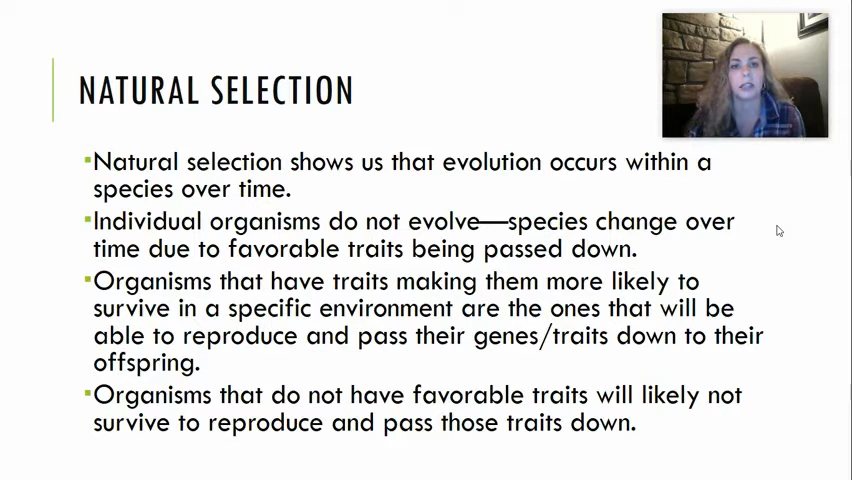 NATURAL SELECTION
▪Natural selection shows us that evolution occurs within a
species over time.
▪Individual organisms do not evolve—species change over
time due to favorable traits being passed down.
▪Organisms that have traits making them more likely to
survive in a specific environment are the ones that will be
able to reproduce and pass their genes/traits down to their
offspring.
▪Organisms that do not have favorable traits will likely not
survive to reproduce and pass those traits down.